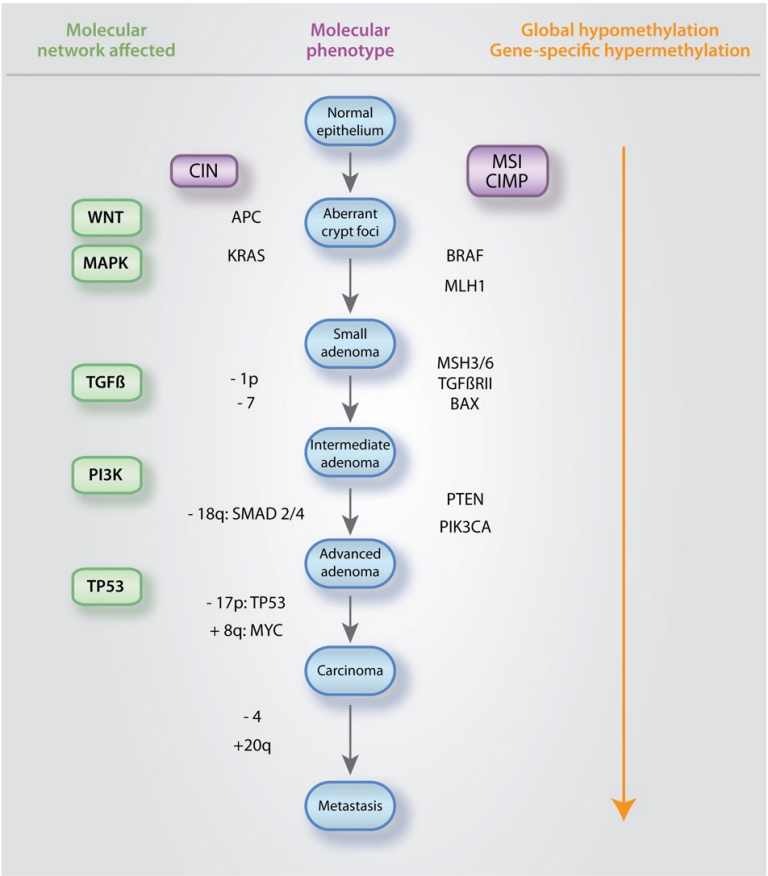 Molecular
network affected
Molecular
phenotype
Global hypomethylation
Gene-specific hypermethylation
Normal
epithelium
CIN
MSI
CIMP
WNT
APC
Aberrant
crypt foci
MAPK
KRAS
BRAF
MLH1
Small
adenoma
TGFß
- 1p
- 7
MSH3/6
TGFßRII
BAX
Intermediate
adenoma
PI3K
- 18q: SMAD 2/4
PTEN
PIK3CA
Advanced
adenoma
TP53
- 17p: TP53
+ 8q: MYC
Carcinoma
- 4
+20q
Metastasis